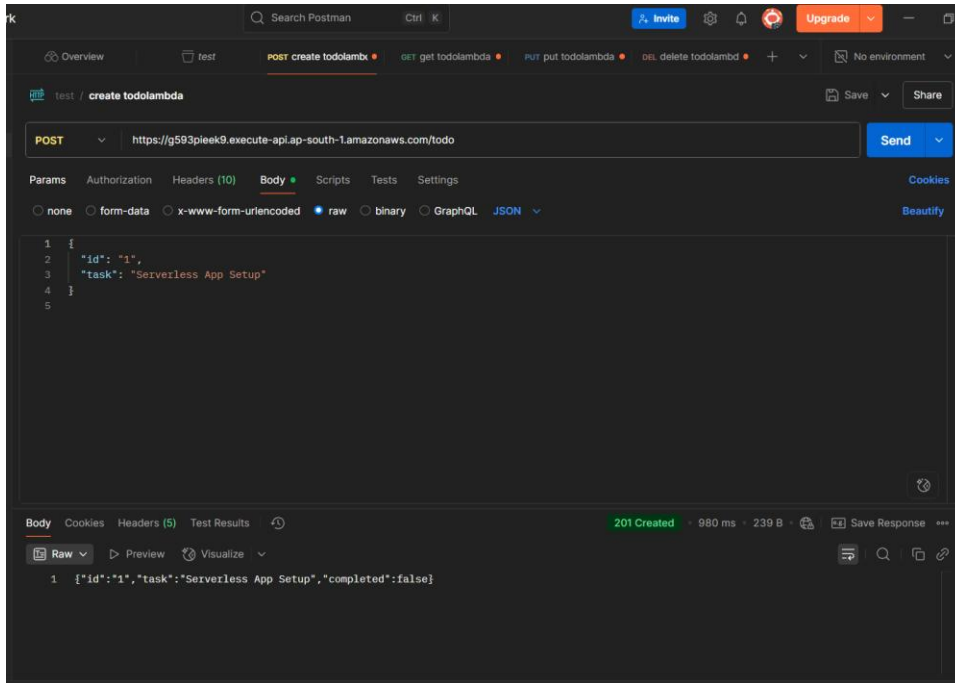 rk
Search Postman Ctrl K Invite Upgrade
Overview test POST create todolambc GET get todolambda PUT put todolambda DEL delete todolambd No environment
HTTP test / create todolambda Save Share
POST https://g593pieek9.execute-api.ap-south-1.amazonaws.com/todo Send
Params Authorization Headers (10) Body Scripts Tests Settings Cookies
none form-data x-www-form-urlencoded raw binary GraphQL JSON Beautify
1 {
2 "id": "1",
3 "task": "Serverless App Setup"
4 }
5
Body Cookies Headers (5) Test Results 201 Created 980 ms 239 B Save Response
Raw Preview Visualize
1 {"id":"1","task":"Serverless App Setup","completed":false}